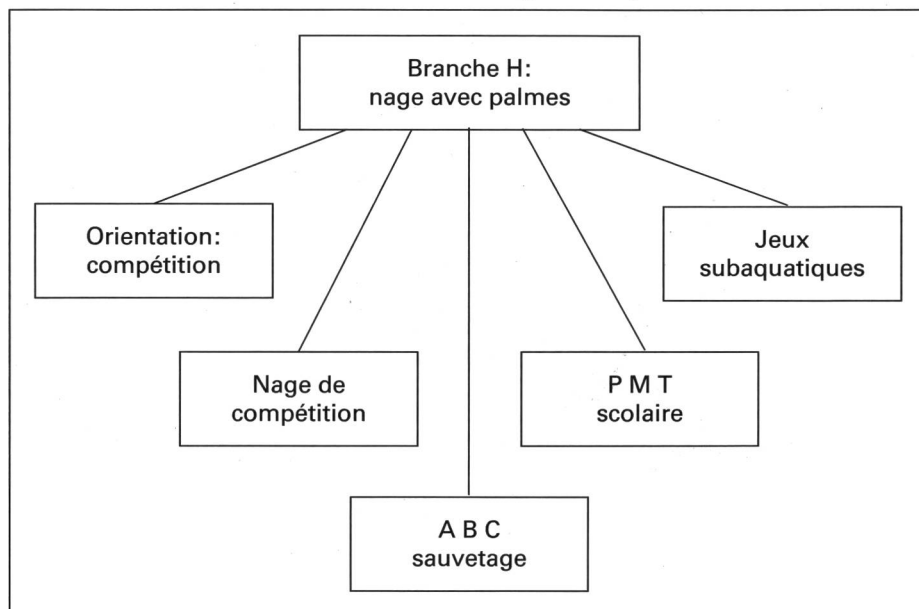 Branche H:
nage avec palmes
Orientation:
compétition
Jeux
subaquatiques
Nage de
compétition
P M T
scolaire
A B C
sauvetage